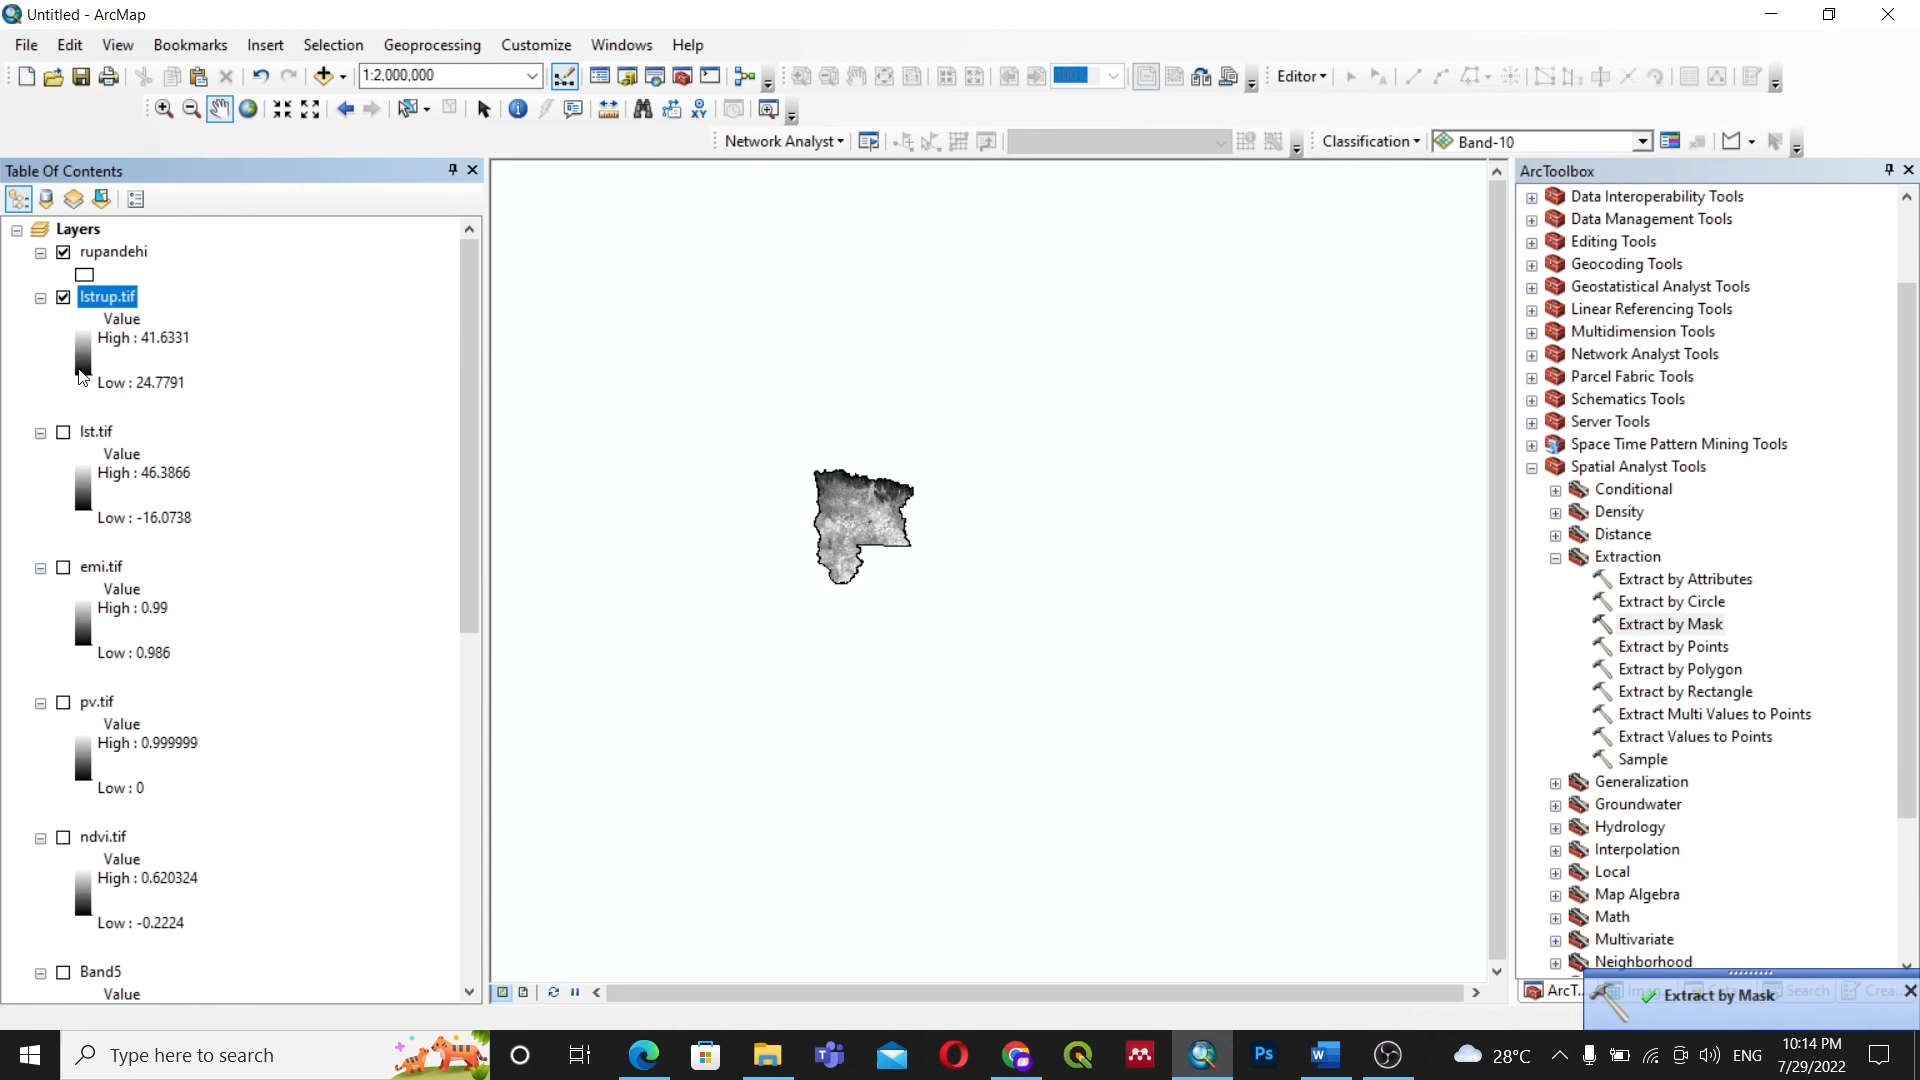 Untitled - ArcMap
File Edit View Bookmarks Insert Selection Geoprocessing Customize Windows Help
1:2,000,000
100%
Editor
Network Analyst
Classification
Band-10
Table Of Contents
Layers
rupandehi
lstrup.tif
Value
High : 41.6331
Low : 24.7791
lst.tif
Value
High : 46.3866
Low : -16.0738
emi.tif
Value
High : 0.99
Low : 0.986
pv.tif
Value
High : 0.999999
Low : 0
ndvi.tif
Value
High : 0.620324
Low : -0.2224
Band5
Value
ArcToolbox
Data Interoperability Tools
Data Management Tools
Editing Tools
Geocoding Tools
Geostatistical Analyst Tools
Linear Referencing Tools
Multidimension Tools
Network Analyst Tools
Parcel Fabric Tools
Schematics Tools
Server Tools
Space Time Pattern Mining Tools
Spatial Analyst Tools
Conditional
Density
Distance
Extraction
Extract by Attributes
Extract by Circle
Extract by Mask
Extract by Points
Extract by Polygon
Extract by Rectangle
Extract Multi Values to Points
Extract Values to Points
Sample
Generalization
Groundwater
Hydrology
Interpolation
Local
Map Algebra
Math
Multivariate
Neighborhood
ArcT...
Extract by Mask
Search
Crea...
Type here to search
28°C
ENG
10:14 PM
7/29/2022